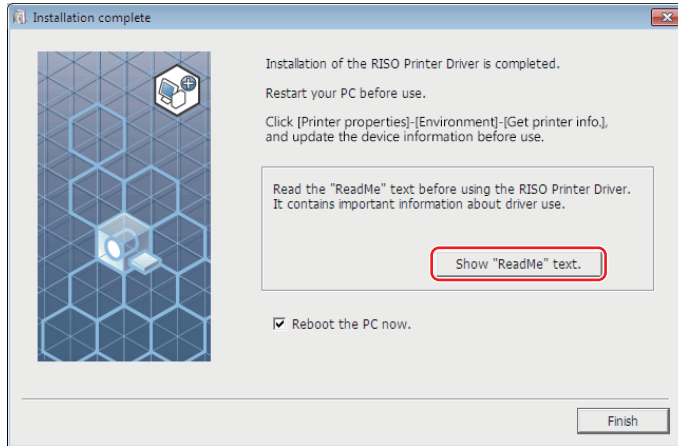 Installation complete
Installation of the RISO Printer Driver is completed.
Restart your PC before use.
Click [Printer properties]-[Environment]-[Get printer info.],
and update the device information before use.
Read the "ReadMe" text before using the RISO Printer Driver.
It contains important information about driver use.
Show "ReadMe" text.
Reboot the PC now.
Finish